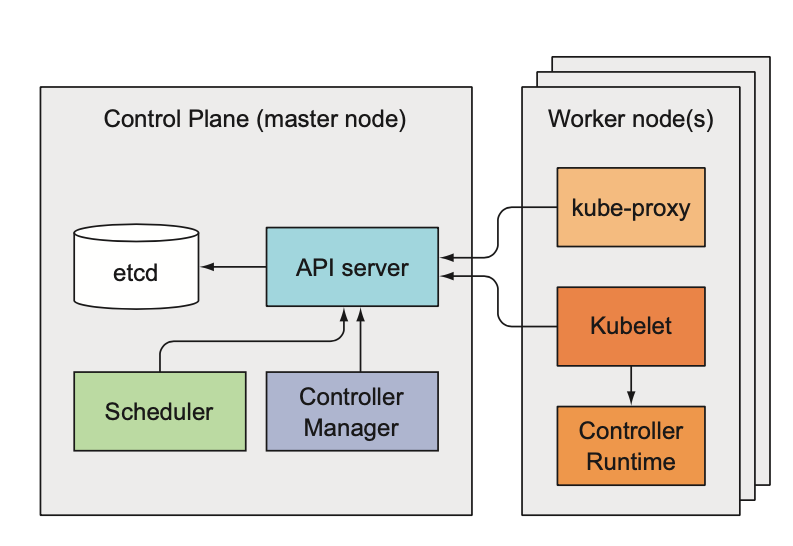 Control Plane (master node)
Worker node(s)
kube-proxy
etcd
API server
Kubelet
Scheduler
Controller
Manager
Controller
Runtime